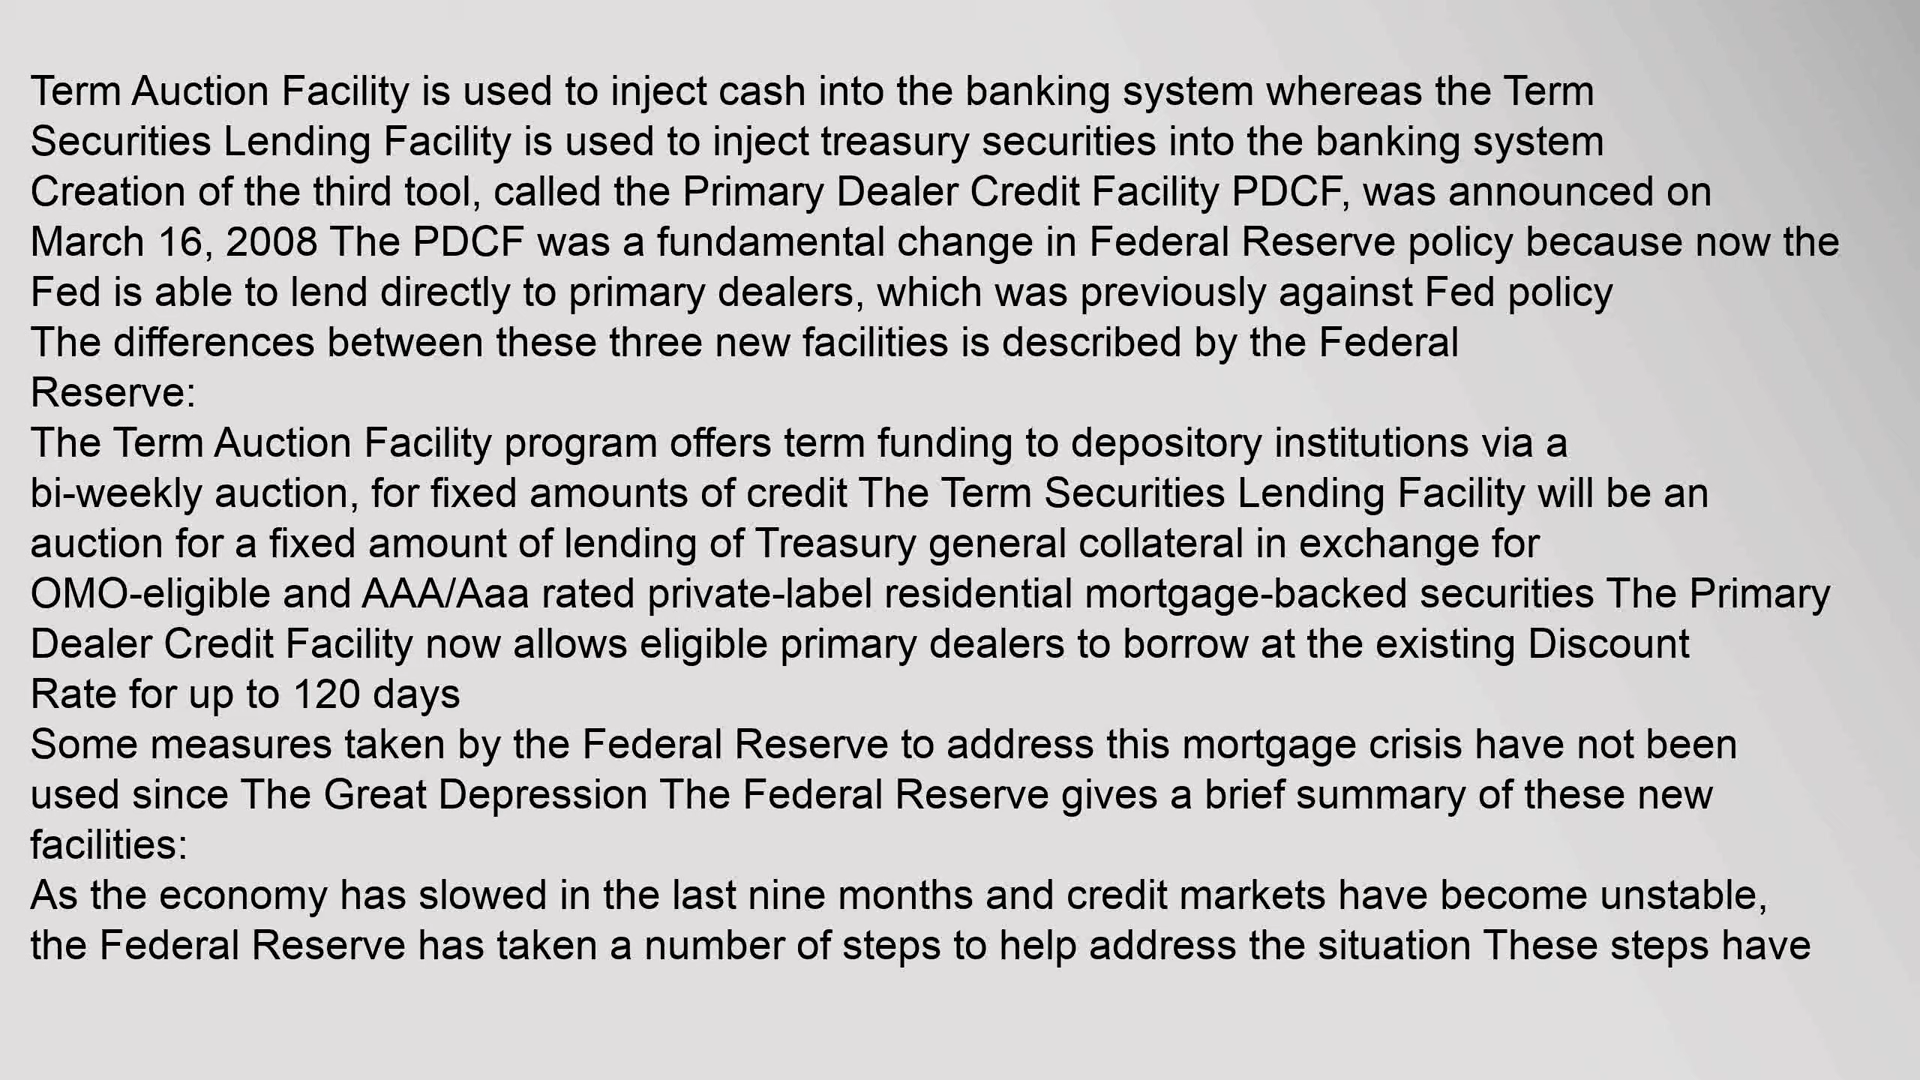 Term Auction Facility is used to inject cash into the banking system whereas the Term
Securities Lending Facility is used to inject treasury securities into the banking system
Creation of the third tool, called the Primary Dealer Credit Facility PDCF, was announced on
March 16, 2008 The PDCF was a fundamental change in Federal Reserve policy because now the
Fed is able to lend directly to primary dealers, which was previously against Fed policy
The differences between these three new facilities is described by the Federal
Reserve:
The Term Auction Facility program offers term funding to depository institutions via a
bi-weekly auction, for fixed amounts of credit The Term Securities Lending Facility will be an
auction for a fixed amount of lending of Treasury general collateral in exchange for
OMO-eligible and AAA/Aaa rated private-label residential mortgage-backed securities The Primary
Dealer Credit Facility now allows eligible primary dealers to borrow at the existing Discount
Rate for up to 120 days
Some measures taken by the Federal Reserve to address this mortgage crisis have not been
used since The Great Depression The Federal Reserve gives a brief summary of these new
facilities:
As the economy has slowed in the last nine months and credit markets have become unstable,
the Federal Reserve has taken a number of steps to help address the situation These steps have